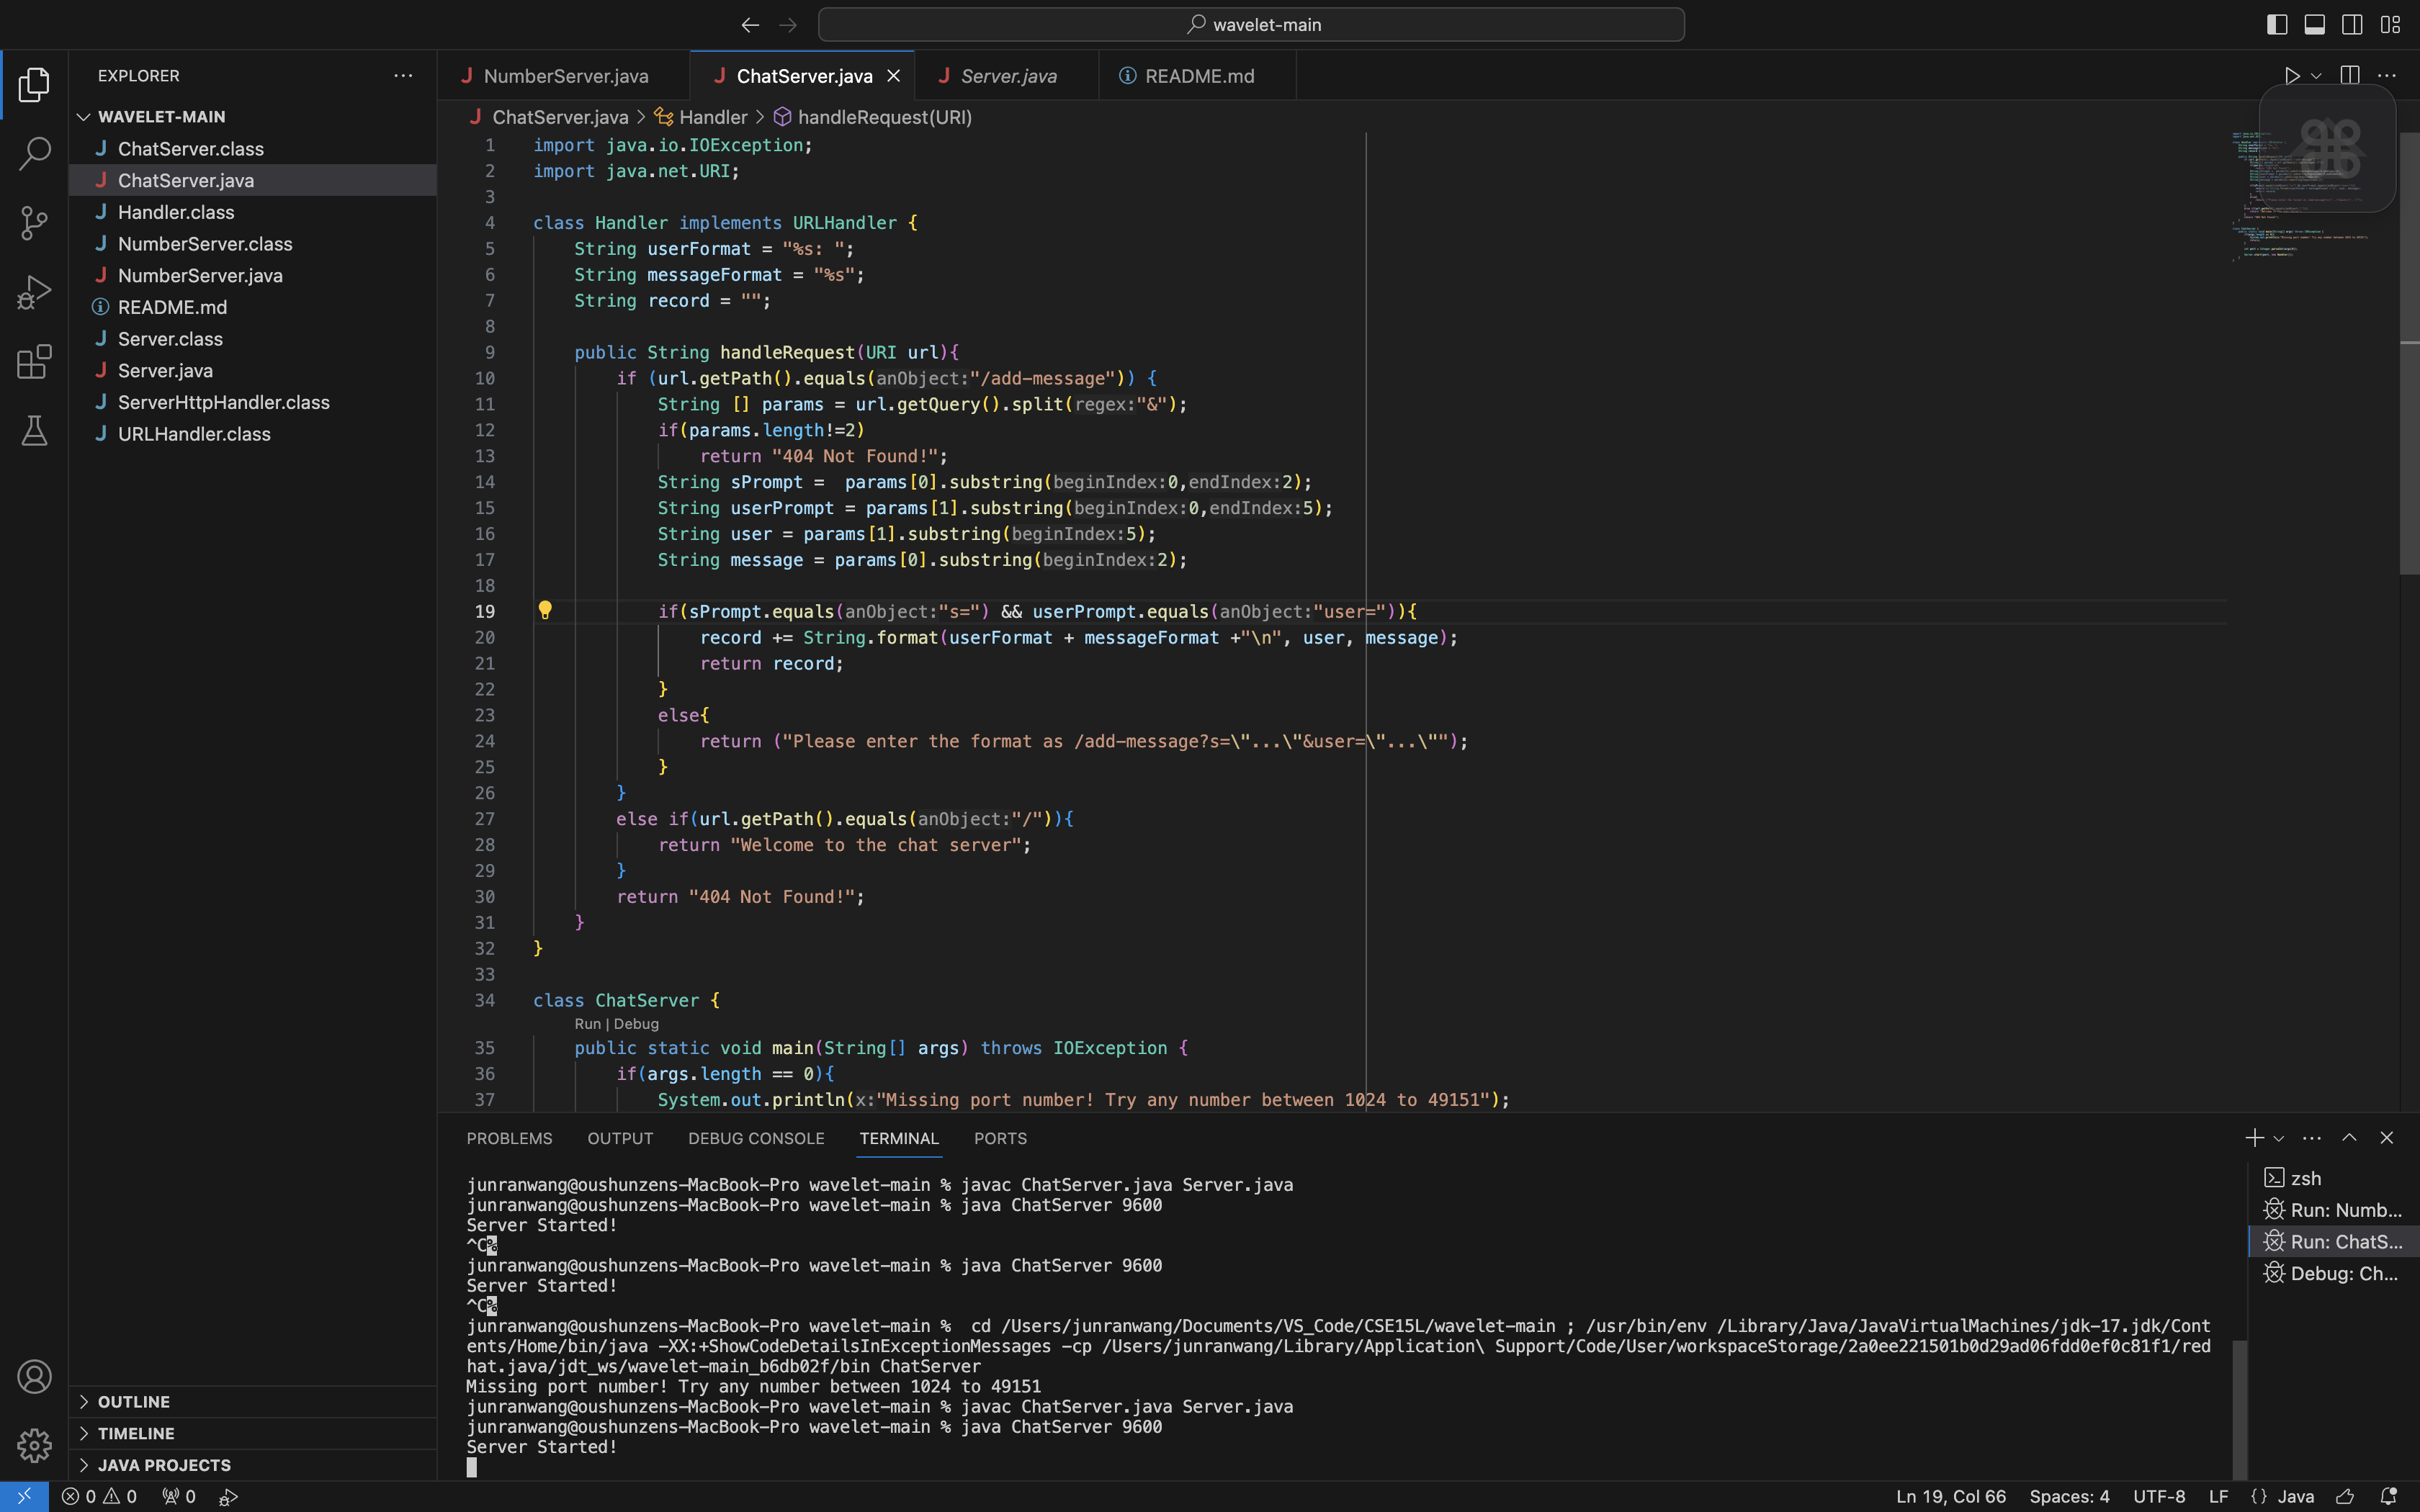 wavelet-main
EXPLORER
WAVELET-MAIN
ChatServer.class
ChatServer.java
Handler.class
NumberServer.class
NumberServer.java
README.md
Server.class
Server.java
ServerHttpHandler.class
URLHandler.class
OUTLINE
TIMELINE
JAVA PROJECTS
NumberServer.java ChatServer.java Server.java README.md
ChatServer.java > Handler > handleRequest(URI)
1 import java.io.IOException;
2 import java.net.URI;
3
4 class Handler implements URLHandler {
5 String userFormat = "%s: ";
6 String messageFormat = "%s";
7 String record = "";
8
9 public String handleRequest(URI url){
10 if (url.getPath().equals(anObject:"/add-message")) {
11 String [] params = url.getQuery().split(regex:"&");
12 if(params.length!=2)
13 return "404 Not Found!";
14 String sPrompt =  params[0].substring(beginIndex:0,endIndex:2);
15 String userPrompt = params[1].substring(beginIndex:0,endIndex:5);
16 String user = params[1].substring(beginIndex:5);
17 String message = params[0].substring(beginIndex:2);
18
19 if(sPrompt.equals(anObject:"s=") && userPrompt.equals(anObject:"user=")){
20 record += String.format(userFormat + messageFormat +"\n", user, message);
21 return record;
22 }
23 else{
24 return ("Please enter the format as /add-message?s=\"...\"&user=\"...\"");
25 }
26 }
27 else if(url.getPath().equals(anObject:"/")){
28 return "Welcome to the chat server";
29 }
30 return "404 Not Found!";
31 }
32 }
33
34 class ChatServer {
Run | Debug
35 public static void main(String[] args) throws IOException {
36 if(args.length == 0){
37 System.out.println(x:"Missing port number! Try any number between 1024 to 49151");
PROBLEMS OUTPUT DEBUG CONSOLE TERMINAL PORTS
junranwang@oushunzens-MacBook-Pro wavelet-main % javac ChatServer.java Server.java
junranwang@oushunzens-MacBook-Pro wavelet-main % java ChatServer 9600
Server Started!
^C%
junranwang@oushunzens-MacBook-Pro wavelet-main % java ChatServer 9600
Server Started!
^C%
junranwang@oushunzens-MacBook-Pro wavelet-main %  cd /Users/junranwang/Documents/VS_Code/CSE15L/wavelet-main ; /usr/bin/env /Library/Java/JavaVirtualMachines/jdk-17.jdk/Cont
ents/Home/bin/java -XX:+ShowCodeDetailsInExceptionMessages -cp /Users/junranwang/Library/Application\ Support/Code/User/workspaceStorage/2a0ee221501b0d29ad06fdd0ef0c81f1/red
hat.java/jdt_ws/wavelet-main_b6db02f/bin ChatServer
Missing port number! Try any number between 1024 to 49151
junranwang@oushunzens-MacBook-Pro wavelet-main % javac ChatServer.java Server.java
junranwang@oushunzens-MacBook-Pro wavelet-main % java ChatServer 9600
Server Started!
zsh
Run: Numb...
Run: ChatS...
Debug: Ch...
0 0 0 Ln 19, Col 66 Spaces: 4 UTF-8 LF {} Java